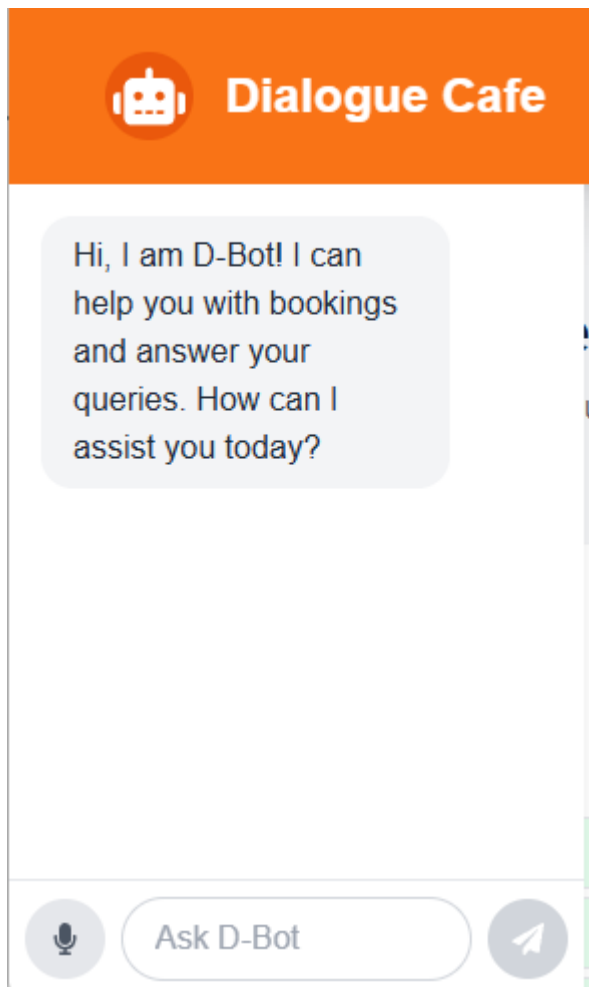 Dialogue Cafe
Hi, I am D-Bot! I can
help you with bookings
and answer your
queries. How can I
assist you today?
Ask D-Bot